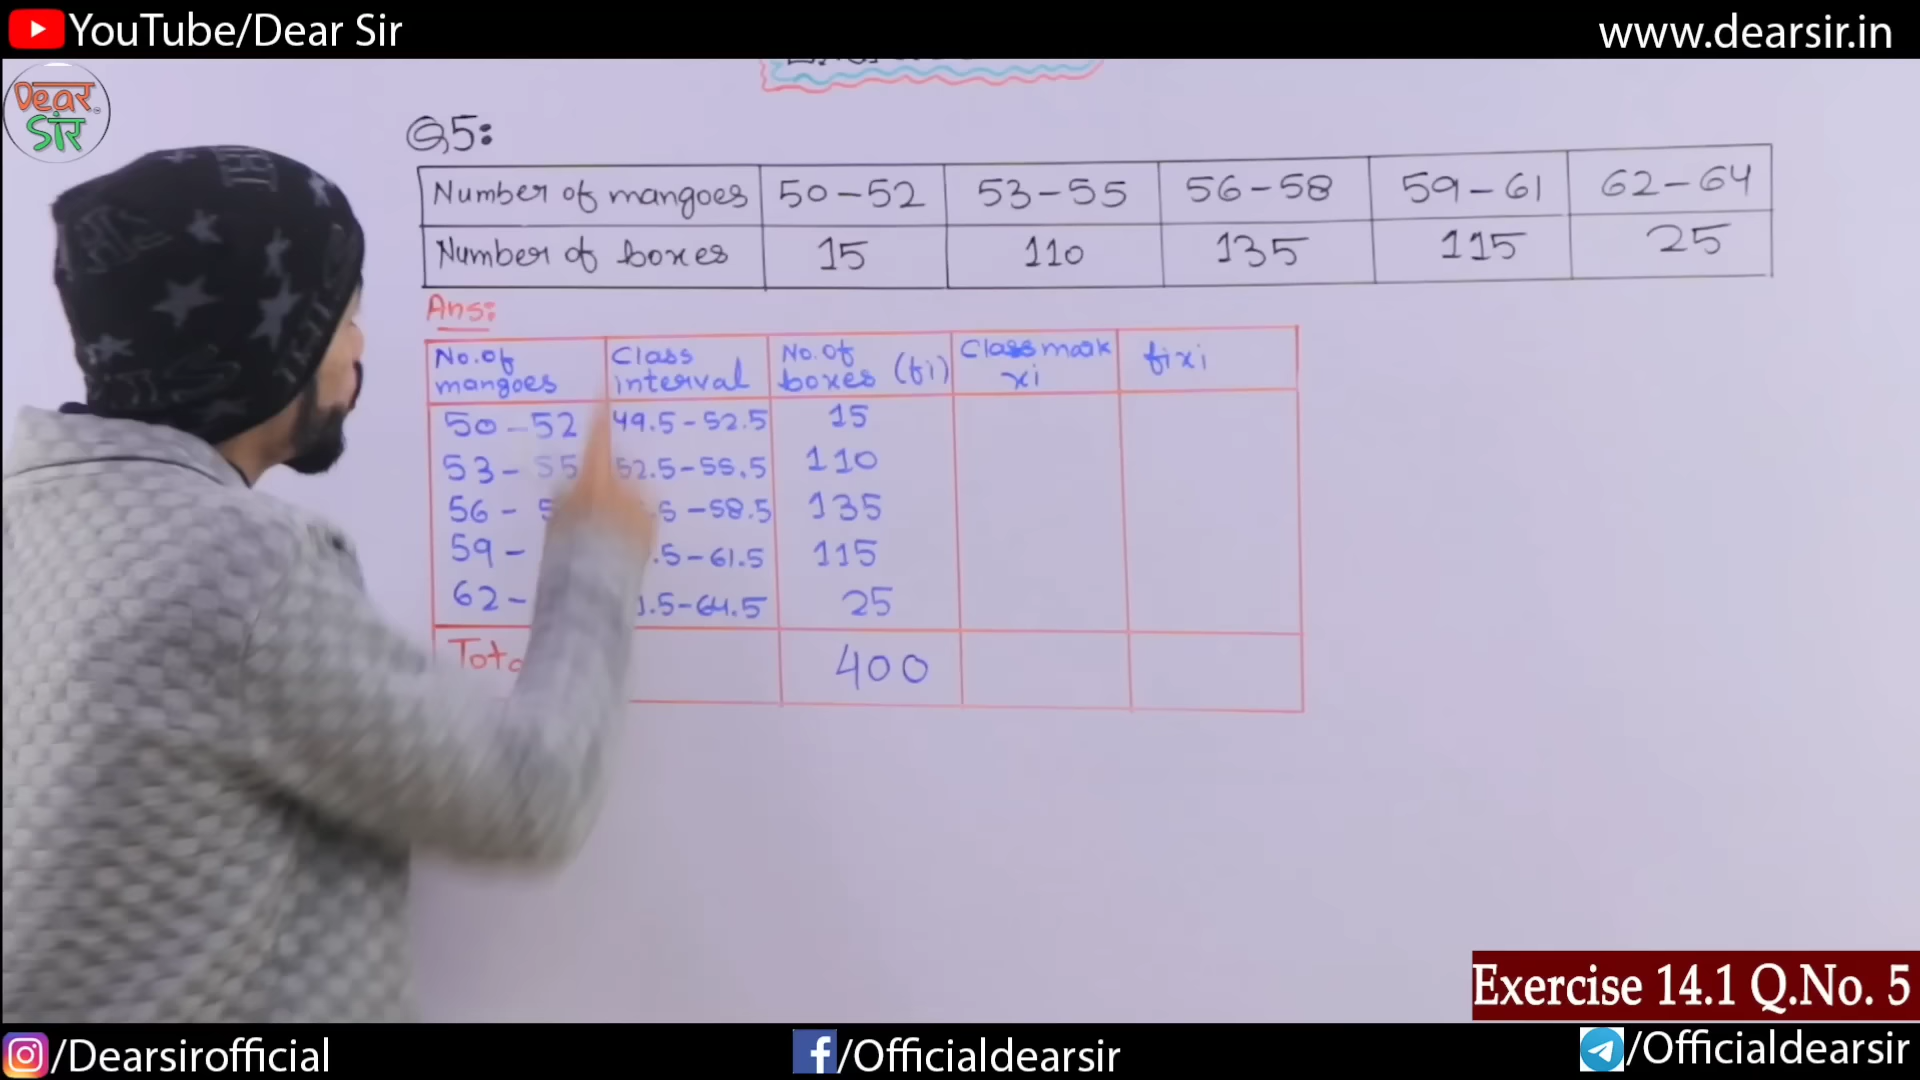 YouTube/Dear Sir
www.dearsir.in
Dear
सर
Q5:
Number of mangoes 50-52 53-55 56-58 59-61 62-64
Number of boxes 15 110 135 115 25
Ans:
No. of mangoes Class interval No. of boxes (fi) Class mark xi fixi
50-52 49.5-52.5 15
53-55 52.5-55.5 110
56- -58.5 135
59- .5-61.5 115
62- .5-64.5 25
400
Exercise 14.1 Q.No. 5
/Dearsirofficial
/Officialdearsir
/Officialdearsir